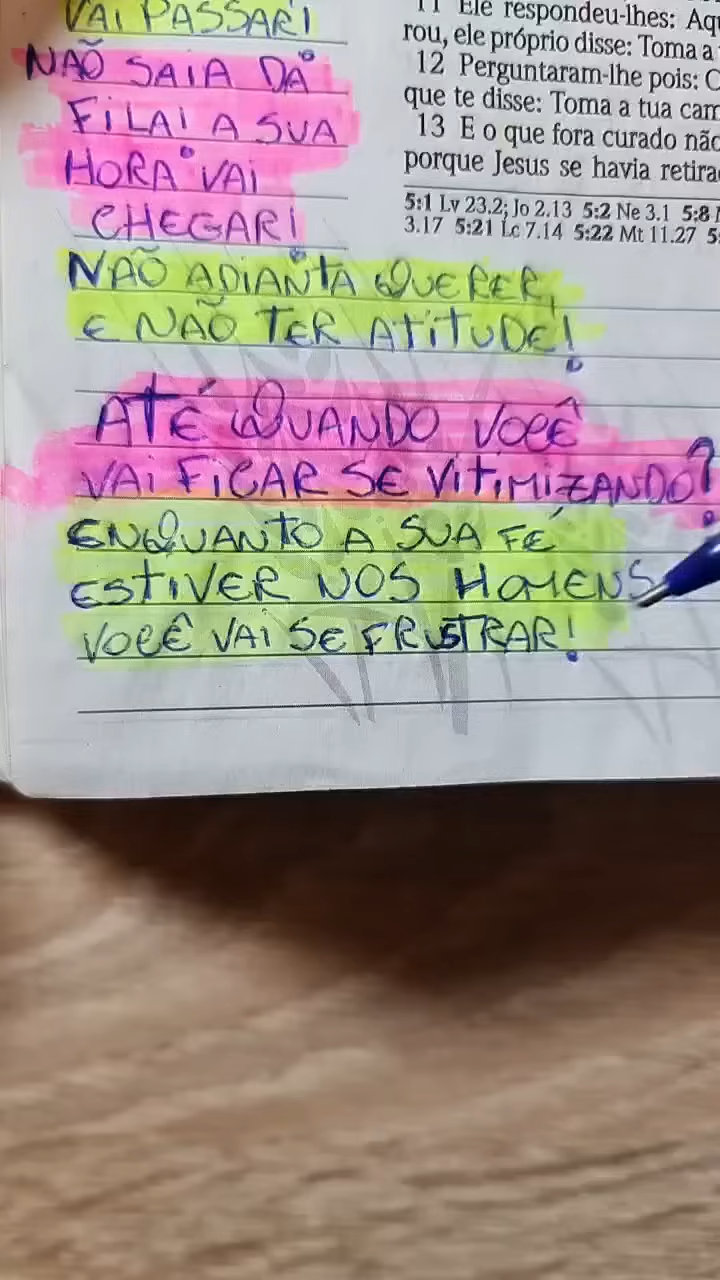 VAI PASSAR!
NÃO SAIA DA
FILA! A SUA
HORA VAI
CHEGAR!
NÃO ADIANTA QUERER,
E NÃO TER ATITUDE!
ATÉ QUANDO VOCÊ
VAI FICAR SE VITIMIZANDO?
ENQUANTO A SUA FÉ
ESTIVER NOS HOMENS
VOCÊ VAI SE FRUSTRAR!
11 Ele respondeu-lhes:
rou, ele próprio disse: Toma a
12 Perguntaram-lhe pois:
que te disse: Toma a tua
13 E o que fora curado não
porque Jesus se havia
5:1 Lv 23.2; Jo 2.13 5:2 Ne 3.1 5:8
3.17 5:21 Lc 7.14 5:22 Mt 11.27